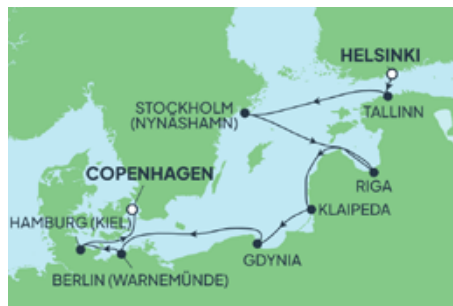 HELSINKI
TALLINN
STOCKHOLM
(NYNÄSHAMN)
COPENHAGEN
RIGA
KLAIPEDA
HAMBURG (KIEL)
GDYNIA
BERLIN (WARNEMÜNDE)